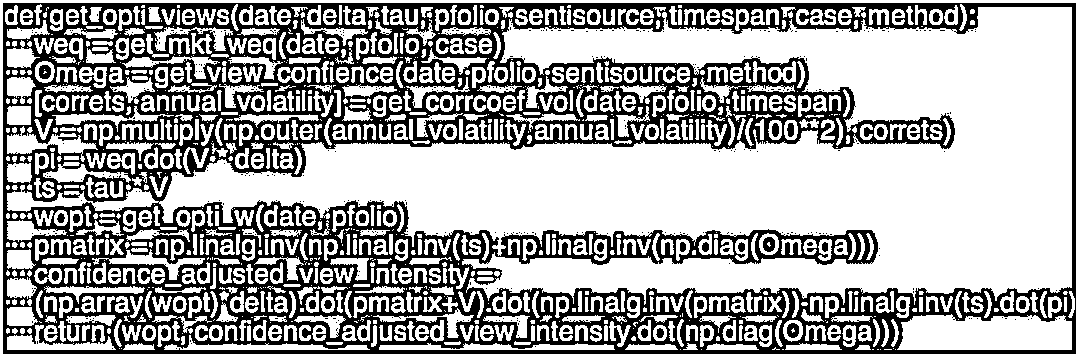 def get_opti_views(date, delta, tau, pfolio, sentisource, timespan, case, method):
weq = get_mkt_weq(date, pfolio, case)
Omega = get_view_confience(date, pfolio, sentisource, method)
[correts, annual_volatility] = get_corrcoef_vol(date, pfolio, timespan)
V = np.multiply(np.outer(annual_volatility,annual_volatility)/(100**2), correts)
pi = weq.dot(V * delta)
ts = tau * V
wopt = get_opti_w(date, pfolio)
pmatrix = np.linalg.inv(np.linalg.inv(ts)+np.linalg.inv(np.diag(Omega)))
confidence_adjusted_view_intensity =
(np.array(wopt)*delta).dot(pmatrix+V).dot(np.linalg.inv(pmatrix))-np.linalg.inv(ts).dot(pi)
return (wopt, confidence_adjusted_view_intensity.dot(np.diag(Omega)))